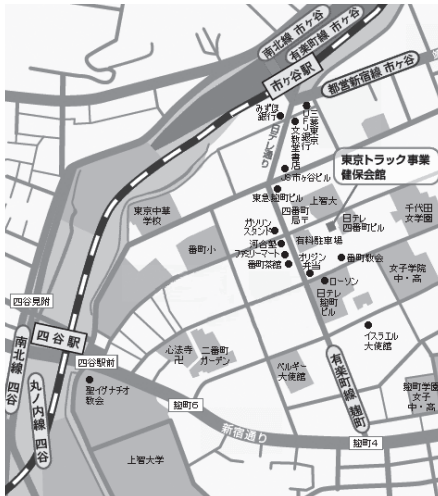 南北線 市ヶ谷
有楽町線 市ヶ谷
市ヶ谷駅
都営新宿線 市ヶ谷
みずほ
銀行
三菱東京
UFJ銀行
文教堂書店
日テレ通り
JS市ヶ谷ビル
東京トラック事業
健保会館
東急麹町ビル
上智大
四番町
局〒
東京中華
学校
ガソリン
スタンド
日テレ
四番町ビル
千代田
女学園
番町小
河合塾
有料駐車場
ファミリーマート
番町茶館
オリジン
弁当
番町教会
女子学院
中・高
ローソン
日テレ
麹町
ビル
四谷見附
四谷駅
四谷駅前
南北線 四谷
丸ノ内線 四谷
心法寺
卍
二番町
ガーデン
イスラエル
大使館
ベルギー
大使館
聖イグナチオ
教会
麹町6
有楽町線 麹町
麹町学園
女子
中・高
新宿通り
麹町4
上智大学